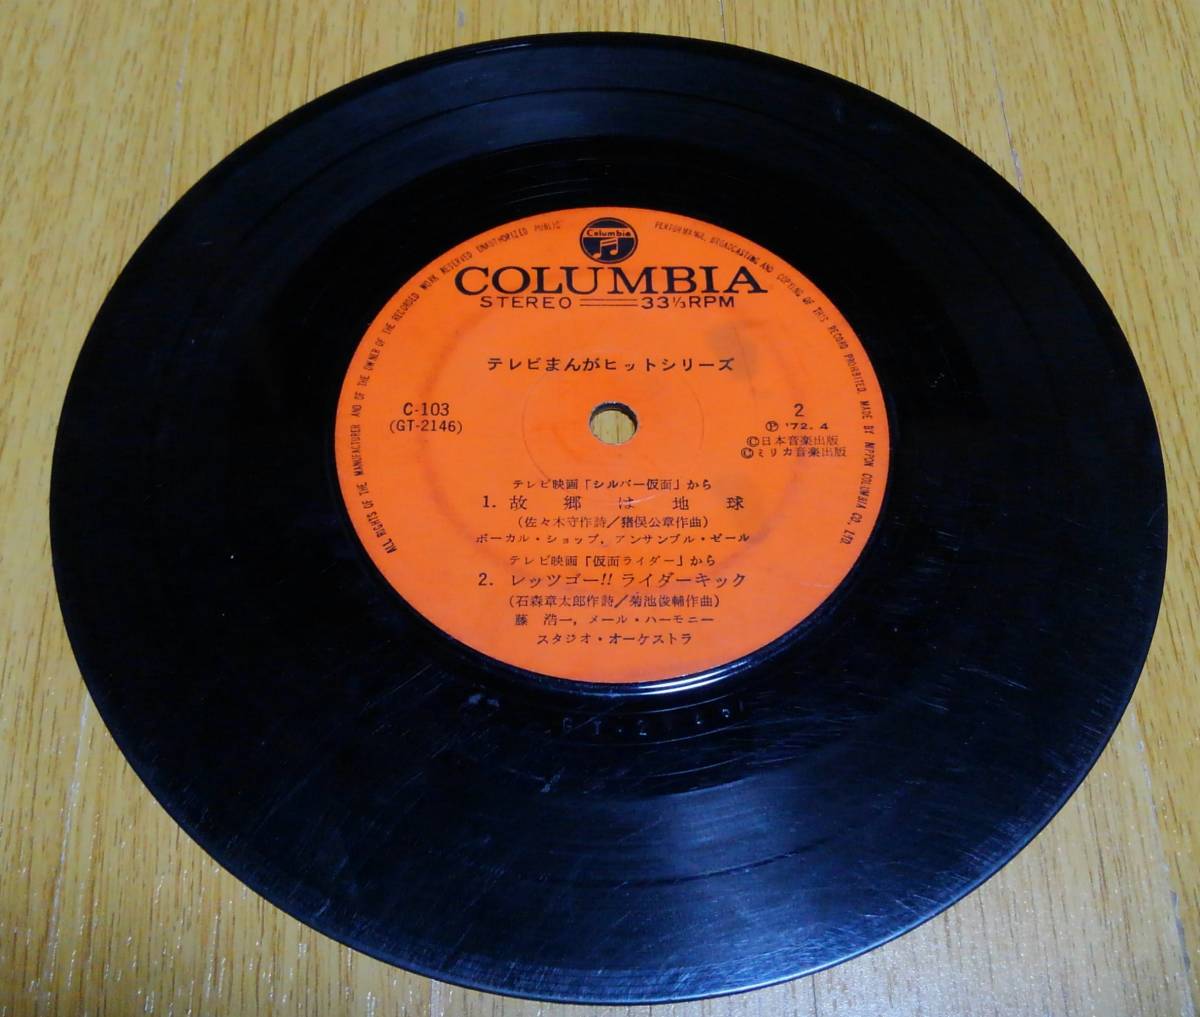 Columbia
COLUMBIA
STEREO 33⅓RPM
テレビまんがヒットシリーズ
C-103
(GT-2146)
2
Ⓟ '72.4
Ⓒ日本音楽出版
Ⓒミリカ音楽出版
テレビ映画「シルバー仮面」から
1. 故郷は地球
(佐々木守作詩/猪俣公章作曲)
ボーカル・ショップ, アンサンブル・ゼール
テレビ映画「仮面ライダー」から
2. レッツゴー!! ライダーキック
(石森章太郎作詩/菊池俊輔作曲)
藤 浩一, メール・ハーモニー
スタジオ・オーケストラ
ALL RIGHTS OF THE MANUFACTURER AND OF THE OWNER OF THE RECORDED WORK RESERVED UNAUTHORIZED PUBLIC PERFORMANCE, BROADCASTING AND COPYING OF THIS RECORD PROHIBITED. MADE BY NIPPON COLUMBIA CO., LTD.